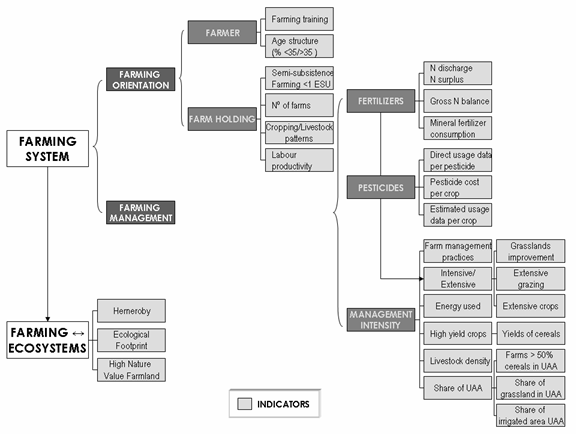 FARMING
SYSTEM
FARMING
ORIENTATION
FARMER
Farming training
Age structure
(% <35/>35 )
FARM HOLDING
Semi-subsistence
Farming <1 ESU
Nº of farms
Cropping/Livestock
patterns
Labour
productivity
FARMING
MANAGEMENT
FERTILIZERS
N discharge
N surplus
Gross N balance
Mineral fertilizer
consumption
PESTICIDES
Direct usage data
per pesticide
Pesticide cost
per crop
Estimated usage
data per crop
MANAGEMENT
INTENSITY
Farm management
practices
Grasslands
improvement
Intensive/
Extensive
Extensive
grazing
Energy used
Extensive crops
High yield crops
Yields of cereals
Livestock density
Farms > 50%
cereals in UAA
Share of UAA
Share of
grassland in UAA
Share of
irrigated area UAA
FARMING ↔
ECOSYSTEMS
Hemeroby
Ecological
Footprint
High Nature
Value Farmland
INDICATORS